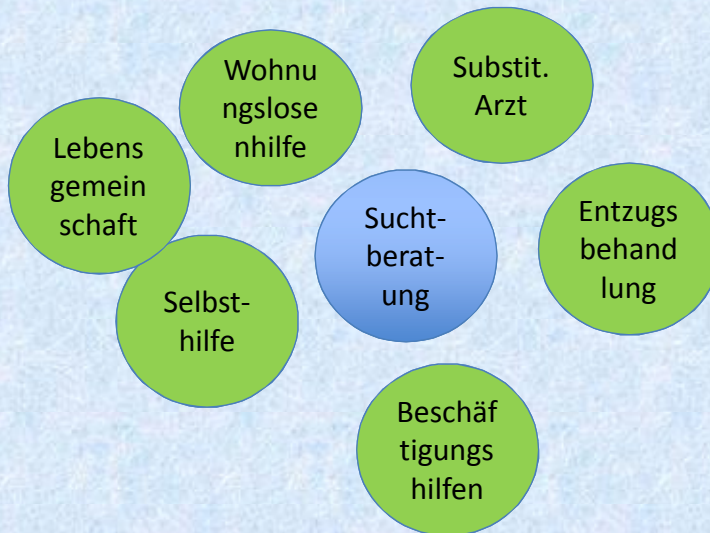 Wohnu
ngslose
nhilfe
Substit.
Arzt
Lebens
gemein
schaft
Sucht-
berat-
ung
Entzugs
behand
lung
Selbst-
hilfe
Beschäf
tigungs
hilfen